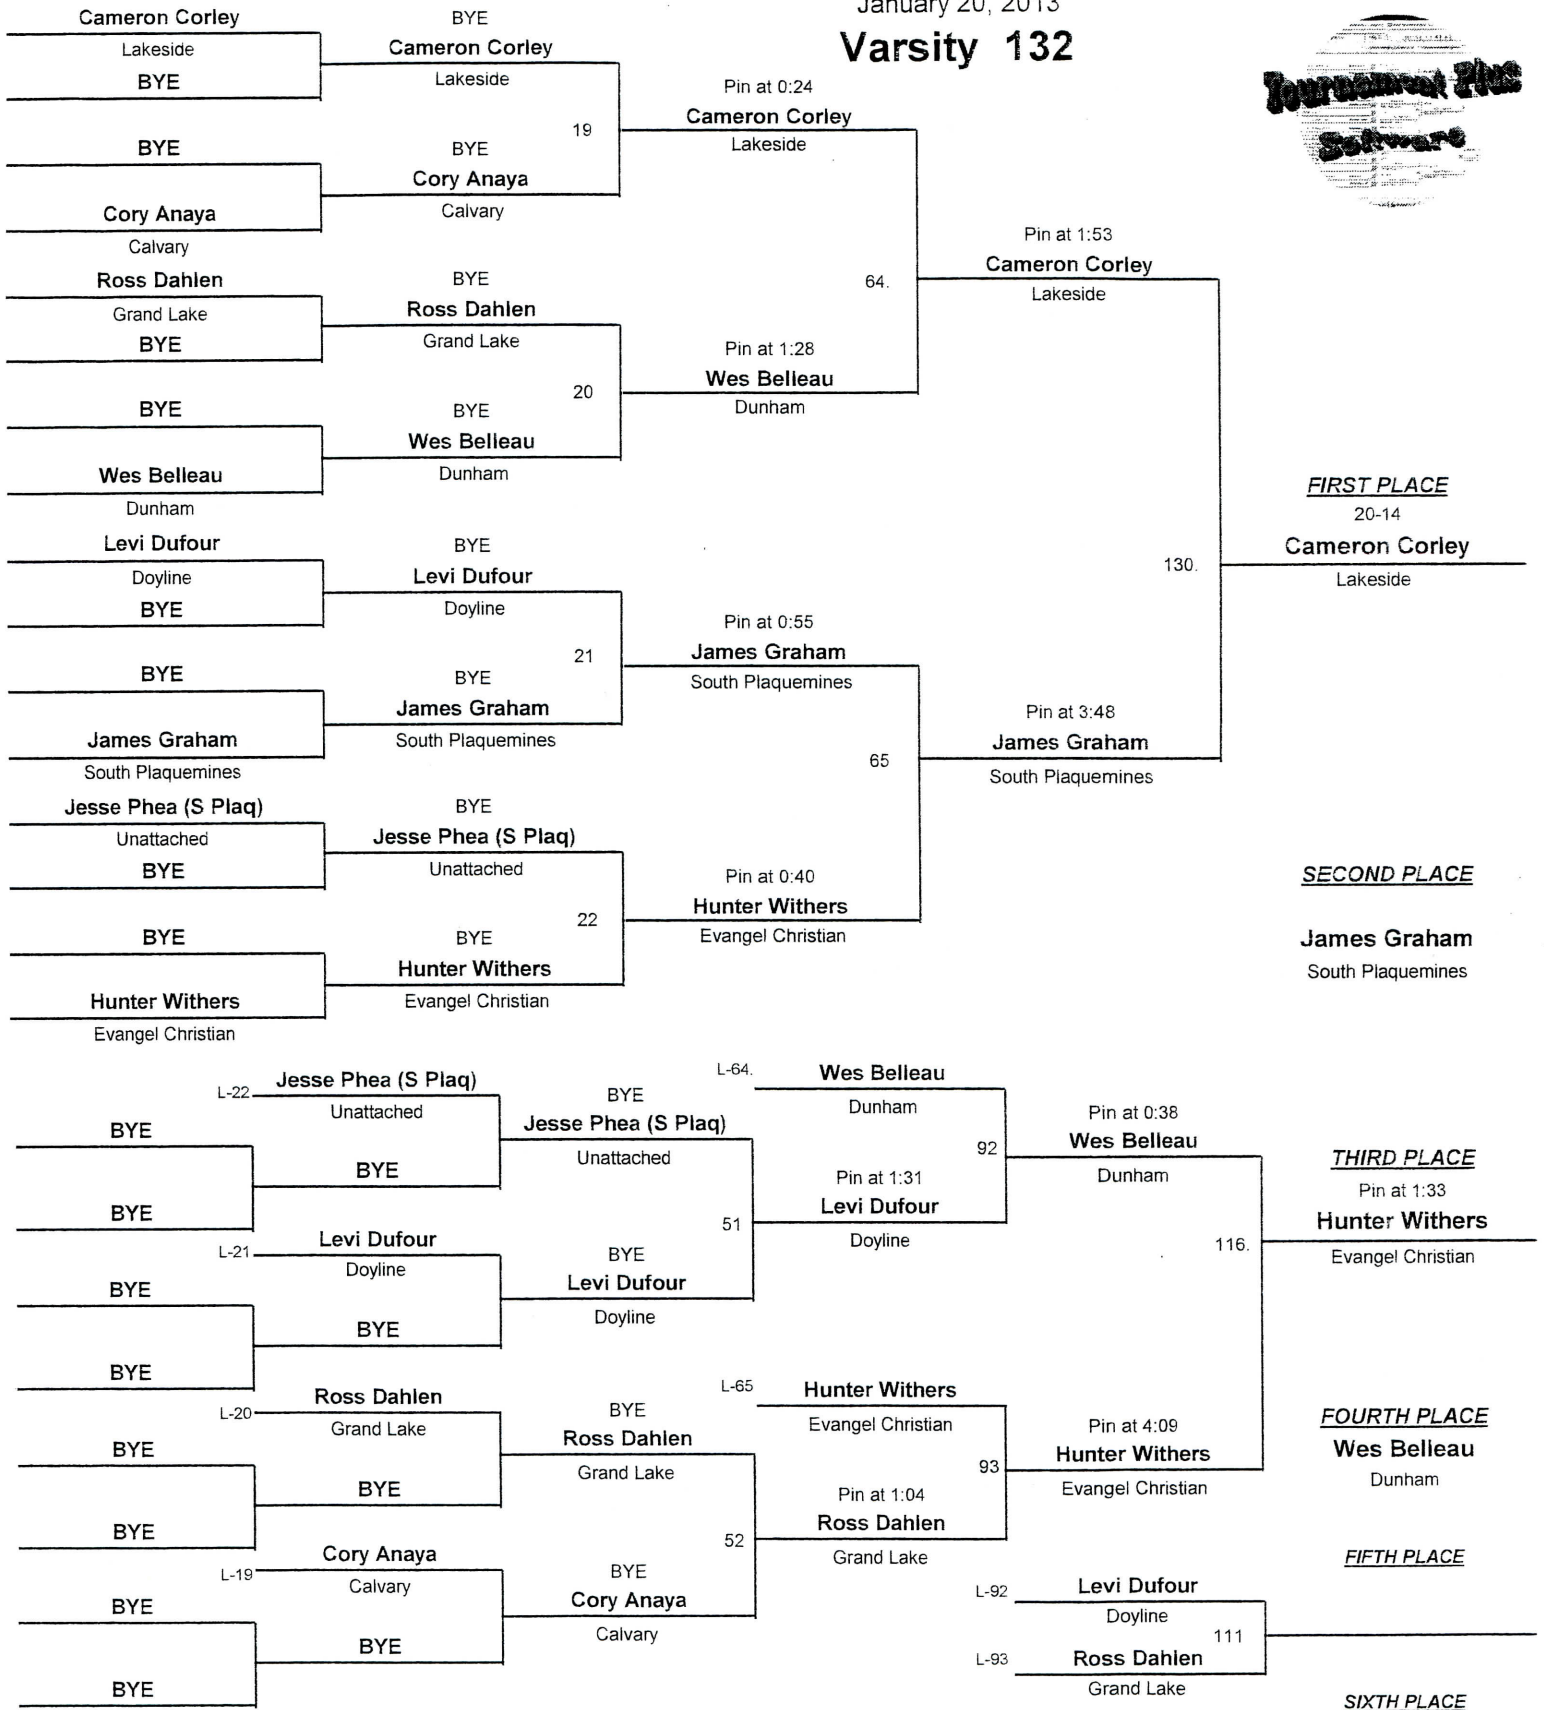 January 20, 2013
Varsity 132
Tournament Plus
Software
Cameron Corley
Lakeside
BYE
BYE
Cory Anaya
Calvary
Ross Dahlen
Grand Lake
BYE
BYE
Wes Belleau
Dunham
Levi Dufour
Doyline
BYE
BYE
James Graham
South Plaquemines
Jesse Phea (S Plaq)
Unattached
BYE
BYE
Hunter Withers
Evangel Christian
BYE
Cameron Corley
Lakeside
19
BYE
Cory Anaya
Calvary
BYE
Ross Dahlen
Grand Lake
20
BYE
Wes Belleau
Dunham
BYE
Levi Dufour
Doyline
21
BYE
James Graham
South Plaquemines
BYE
Jesse Phea (S Plaq)
Unattached
22
BYE
Hunter Withers
Evangel Christian
Pin at 0:24
Cameron Corley
Lakeside
64.
Pin at 1:28
Wes Belleau
Dunham
Pin at 0:55
James Graham
South Plaquemines
65
Pin at 0:40
Hunter Withers
Evangel Christian
Pin at 1:53
Cameron Corley
Lakeside
130.
Pin at 3:48
James Graham
South Plaquemines
FIRST PLACE
20-14
Cameron Corley
Lakeside
SECOND PLACE
James Graham
South Plaquemines
BYE
BYE
BYE
BYE
BYE
BYE
BYE
BYE
L-22
Jesse Phea (S Plaq)
Unattached
BYE
L-21
Levi Dufour
Doyline
BYE
L-20
Ross Dahlen
Grand Lake
BYE
L-19
Cory Anaya
Calvary
BYE
BYE
Jesse Phea (S Plaq)
Unattached
51
BYE
Levi Dufour
Doyline
BYE
Ross Dahlen
Grand Lake
52
BYE
Cory Anaya
Calvary
L-64.
Wes Belleau
Dunham
92
Pin at 1:31
Levi Dufour
Doyline
L-65
Hunter Withers
Evangel Christian
93
Pin at 1:04
Ross Dahlen
Grand Lake
Pin at 0:38
Wes Belleau
Dunham
116.
Pin at 4:09
Hunter Withers
Evangel Christian
THIRD PLACE
Pin at 1:33
Hunter Withers
Evangel Christian
FOURTH PLACE
Wes Belleau
Dunham
L-92
Levi Dufour
Doyline
111
L-93
Ross Dahlen
Grand Lake
FIFTH PLACE
SIXTH PLACE